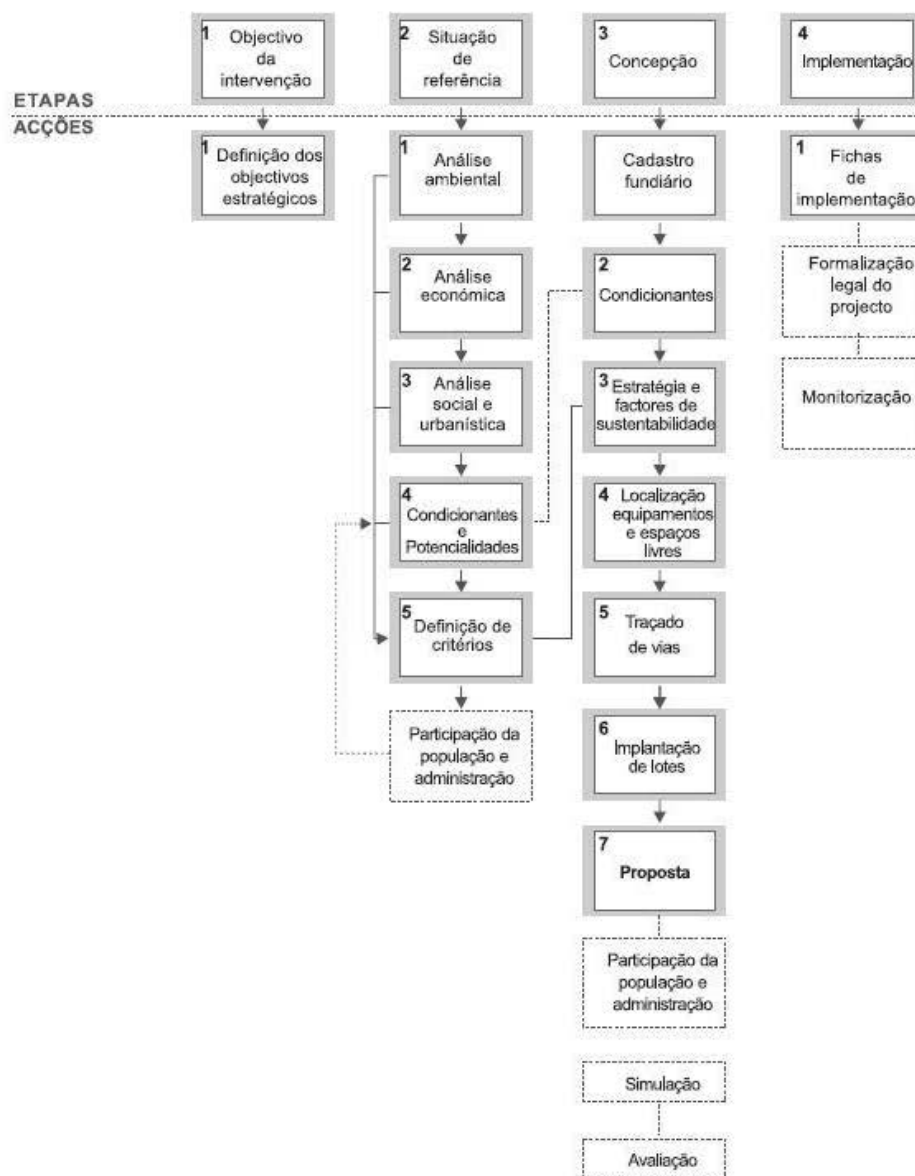 1 Objectivo
da
intervenção
2 Situação
de
referência
3
Concepção
4
Implementação
ETAPAS
ACÇÕES
1 Definição dos
objectivos
estratégicos
1
Análise
ambiental
2
Análise
económica
3
Análise
social e
urbanística
4
Condicionantes
e
Potencialidades
5
Definição de
critérios
Participação da
população e
administração
Cadastro
fundiário
2
Condicionantes
3
Estratégia e
factores de
sustentabilidade
4 Localização
equipamentos
e espaços
livres
5
Traçado
de vias
6
Implantação
de lotes
7
Proposta
Participação da
população e
administração
Simulação
Avaliação
1
Fichas
de
implementação
Formalização
legal do
projecto
Monitorização